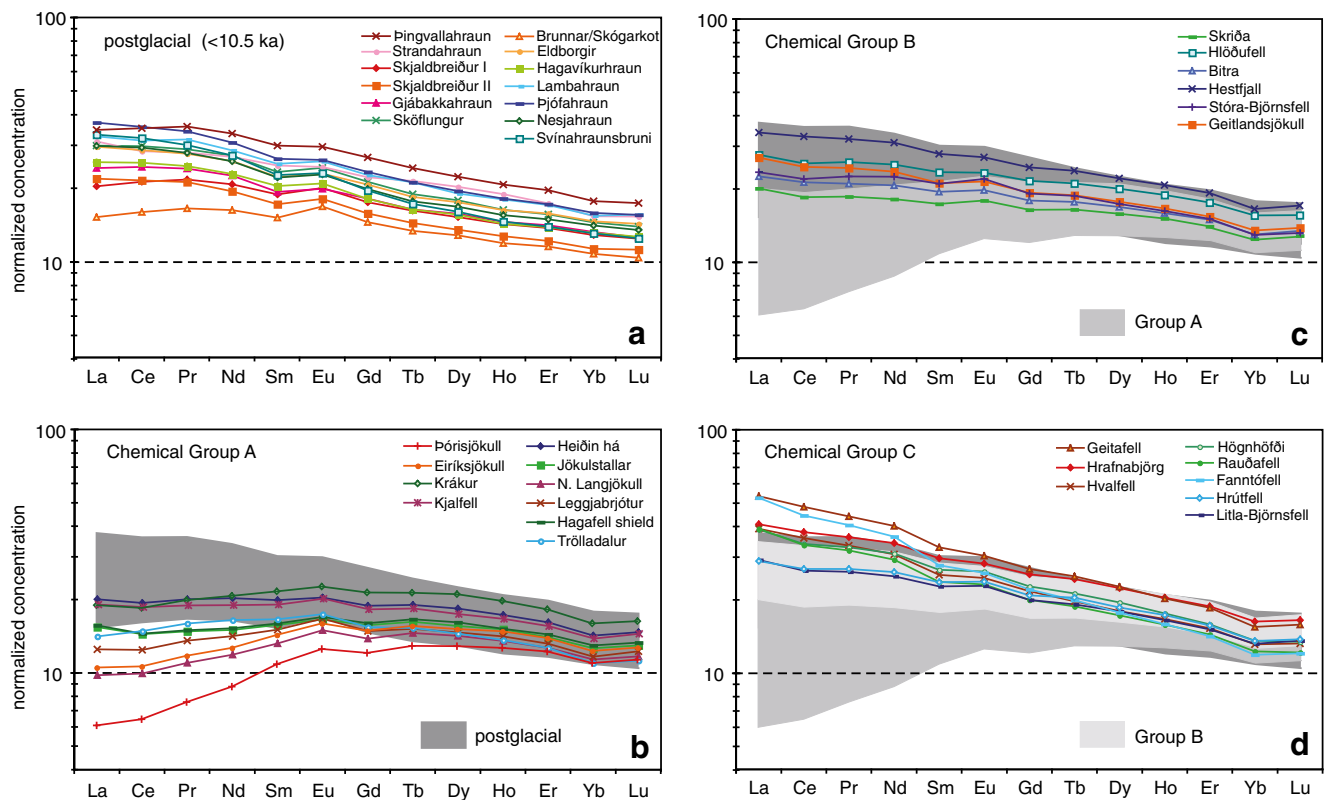 100
postglacial (<10.5 ka)
Þingvallahraun
Strandahraun
Skjaldbreiður I
Skjaldbreiður II
Gjábakkahraun
Sköflungur
Brunnar/Skógarkot
Eldborgir
Hagavíkurhraun
Lambahraun
Þjófahraun
Nesjahraun
Svínahraunsbruni
normalized concentration
10
a
La Ce Pr Nd Sm Eu Gd Tb Dy Ho Er Yb Lu
100
Chemical Group B
Skriða
Hlöðufell
Bitra
Hestfjall
Stóra-Björnsfell
Geitlandsjökull
10
Group A
c
La Ce Pr Nd Sm Eu Gd Tb Dy Ho Er Yb Lu
100
Chemical Group A
Þórisjökull
Eiríksjökull
Krákur
Kjalfell
Heiðin há
Jökulstallar
N. Langjökull
Leggjabrjótur
Hagafell shield
Trölladalur
normalized concentration
10
postglacial
b
La Ce Pr Nd Sm Eu Gd Tb Dy Ho Er Yb Lu
100
Chemical Group C
Geitafell
Hrafnabjörg
Hvalfell
Högnhöfði
Rauðafell
Fanntófell
Hrútfell
Litla-Björnsfell
10
Group B
d
La Ce Pr Nd Sm Eu Gd Tb Dy Ho Er Yb Lu